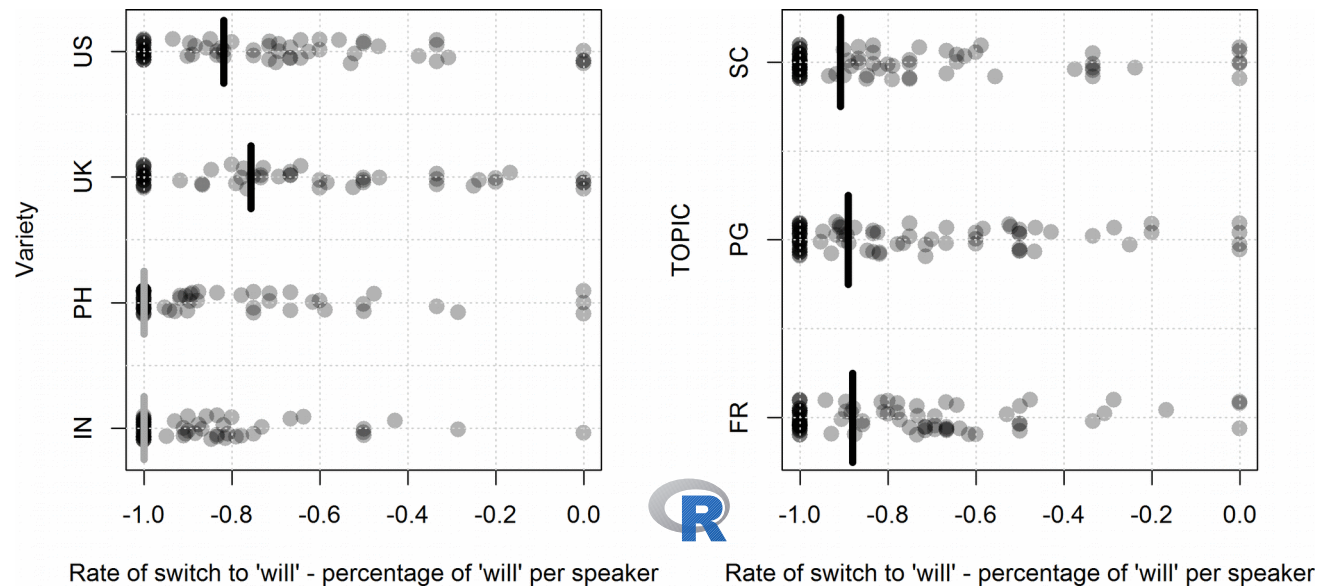 Variety
US
UK
PH
IN
-1.0 -0.8 -0.6 -0.4 -0.2 0.0
Rate of switch to 'will' - percentage of 'will' per speaker
R
TOPIC
SC
PG
FR
-1.0 -0.8 -0.6 -0.4 -0.2 0.0
Rate of switch to 'will' - percentage of 'will' per speaker